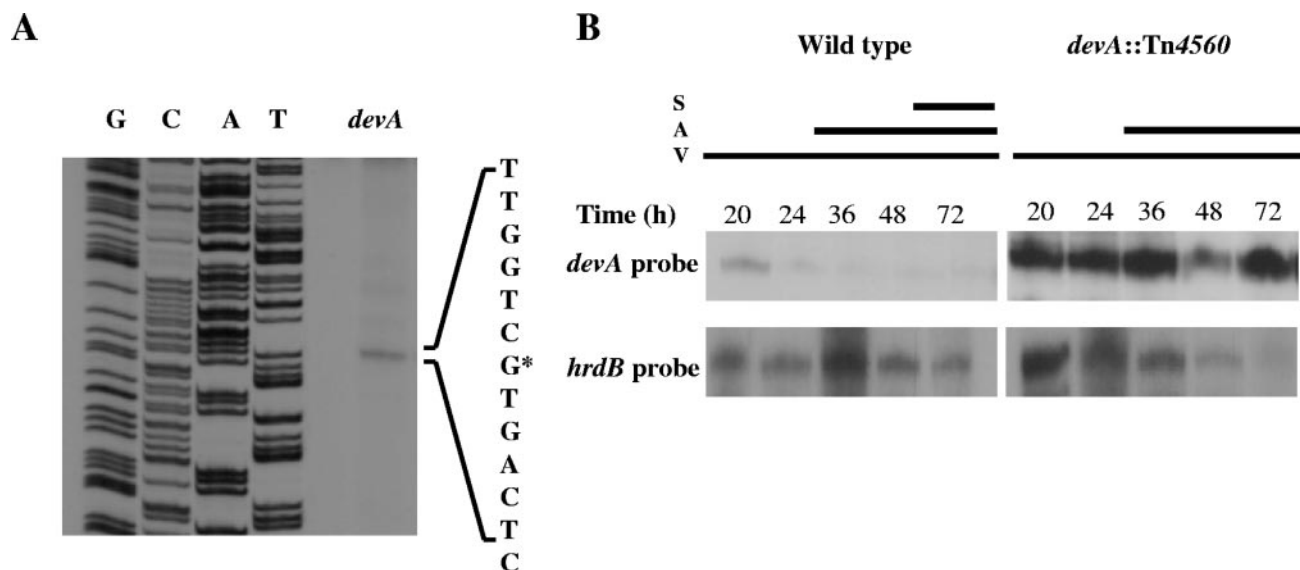 A
G C A T devA
T
T
G
G
T
C
G*
T
G
A
C
T
C
B
Wild type devA::Tn4560
S
A
V
Time (h) 20 24 36 48 72 20 24 36 48 72
devA probe
hrdB probe